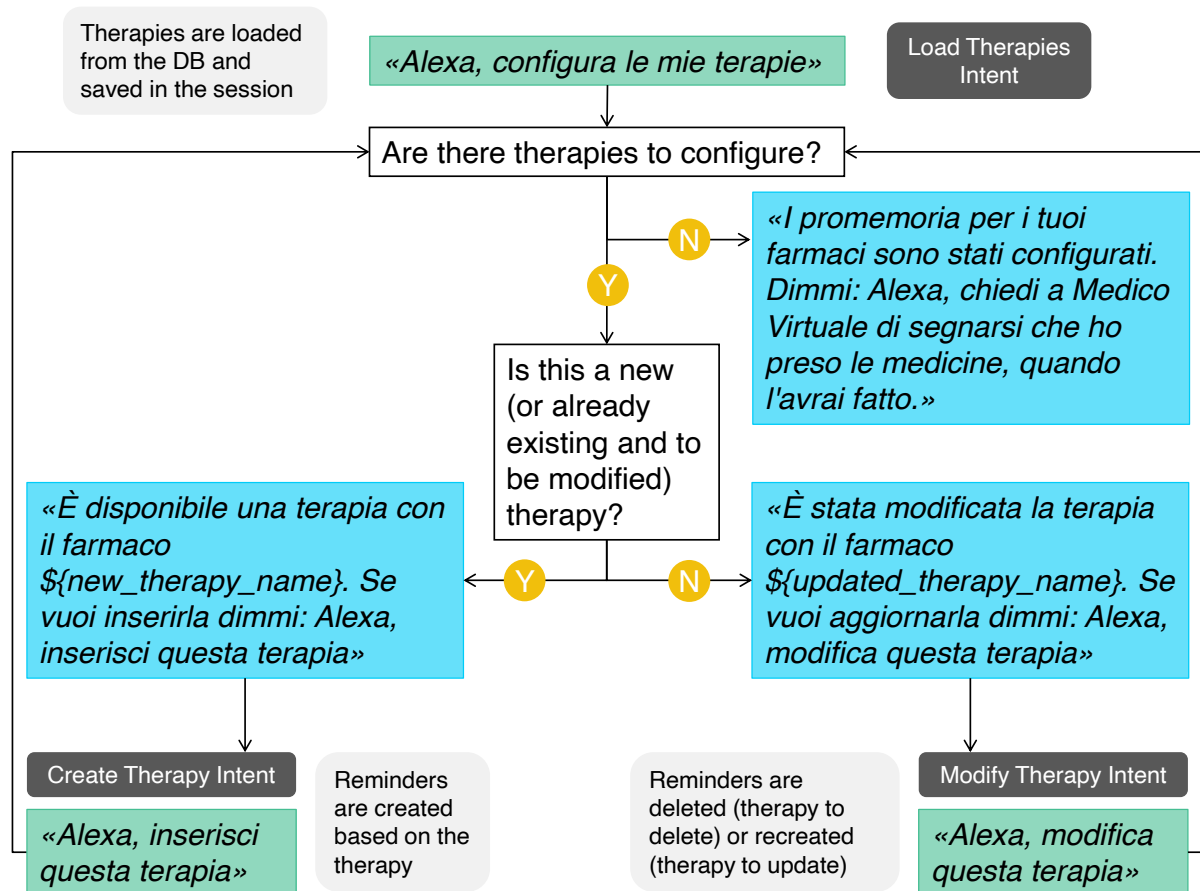 Therapies are loaded
from the DB and
saved in the session
«Alexa, configura le mie terapie»
Load Therapies
Intent
Are there therapies to configure?
N
«I promemoria per i tuoi
farmaci sono stati configurati.
Dimmi: Alexa, chiedi a Medico
Virtuale di segnarsi che ho
preso le medicine, quando
l'avrai fatto.»
Y
Is this a new
(or already
existing and to
be modified)
therapy?
«È disponibile una terapia con
il farmaco
${new_therapy_name}. Se
vuoi inserirla dimmi: Alexa,
inserisci questa terapia»
Y
N
«È stata modificata la terapia
con il farmaco
${updated_therapy_name}. Se
vuoi aggiornarla dimmi: Alexa,
modifica questa terapia»
Create Therapy Intent
«Alexa, inserisci
questa terapia»
Reminders
are created
based on the
therapy
Reminders are
deleted (therapy to
delete) or recreated
(therapy to update)
Modify Therapy Intent
«Alexa, modifica
questa terapia»